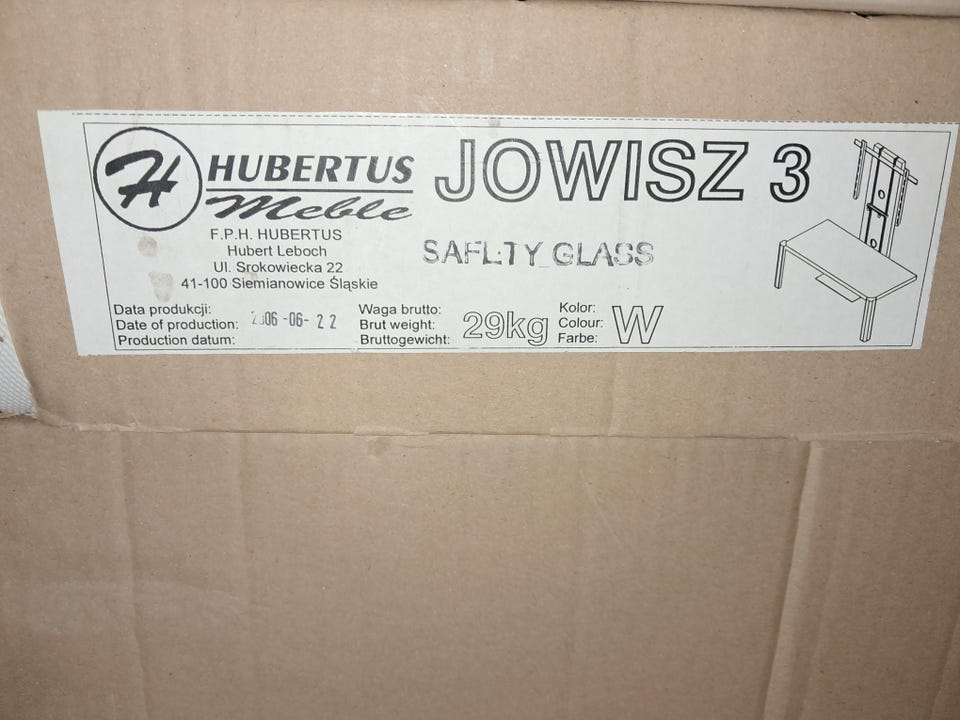 H HUBERTUS
Meble
F.P.H. HUBERTUS
Hubert Leboch
Ul. Srokowiecka 22
41-100 Siemianowice Śląskie
JOWISZ 3
SAFETY GLASS
Data produkcji:
Date of production: 2006-06-22
Production datum:
Waga brutto:
Brut weight: 29kg
Bruttogewicht:
Kolor:
Colour: W
Farbe: